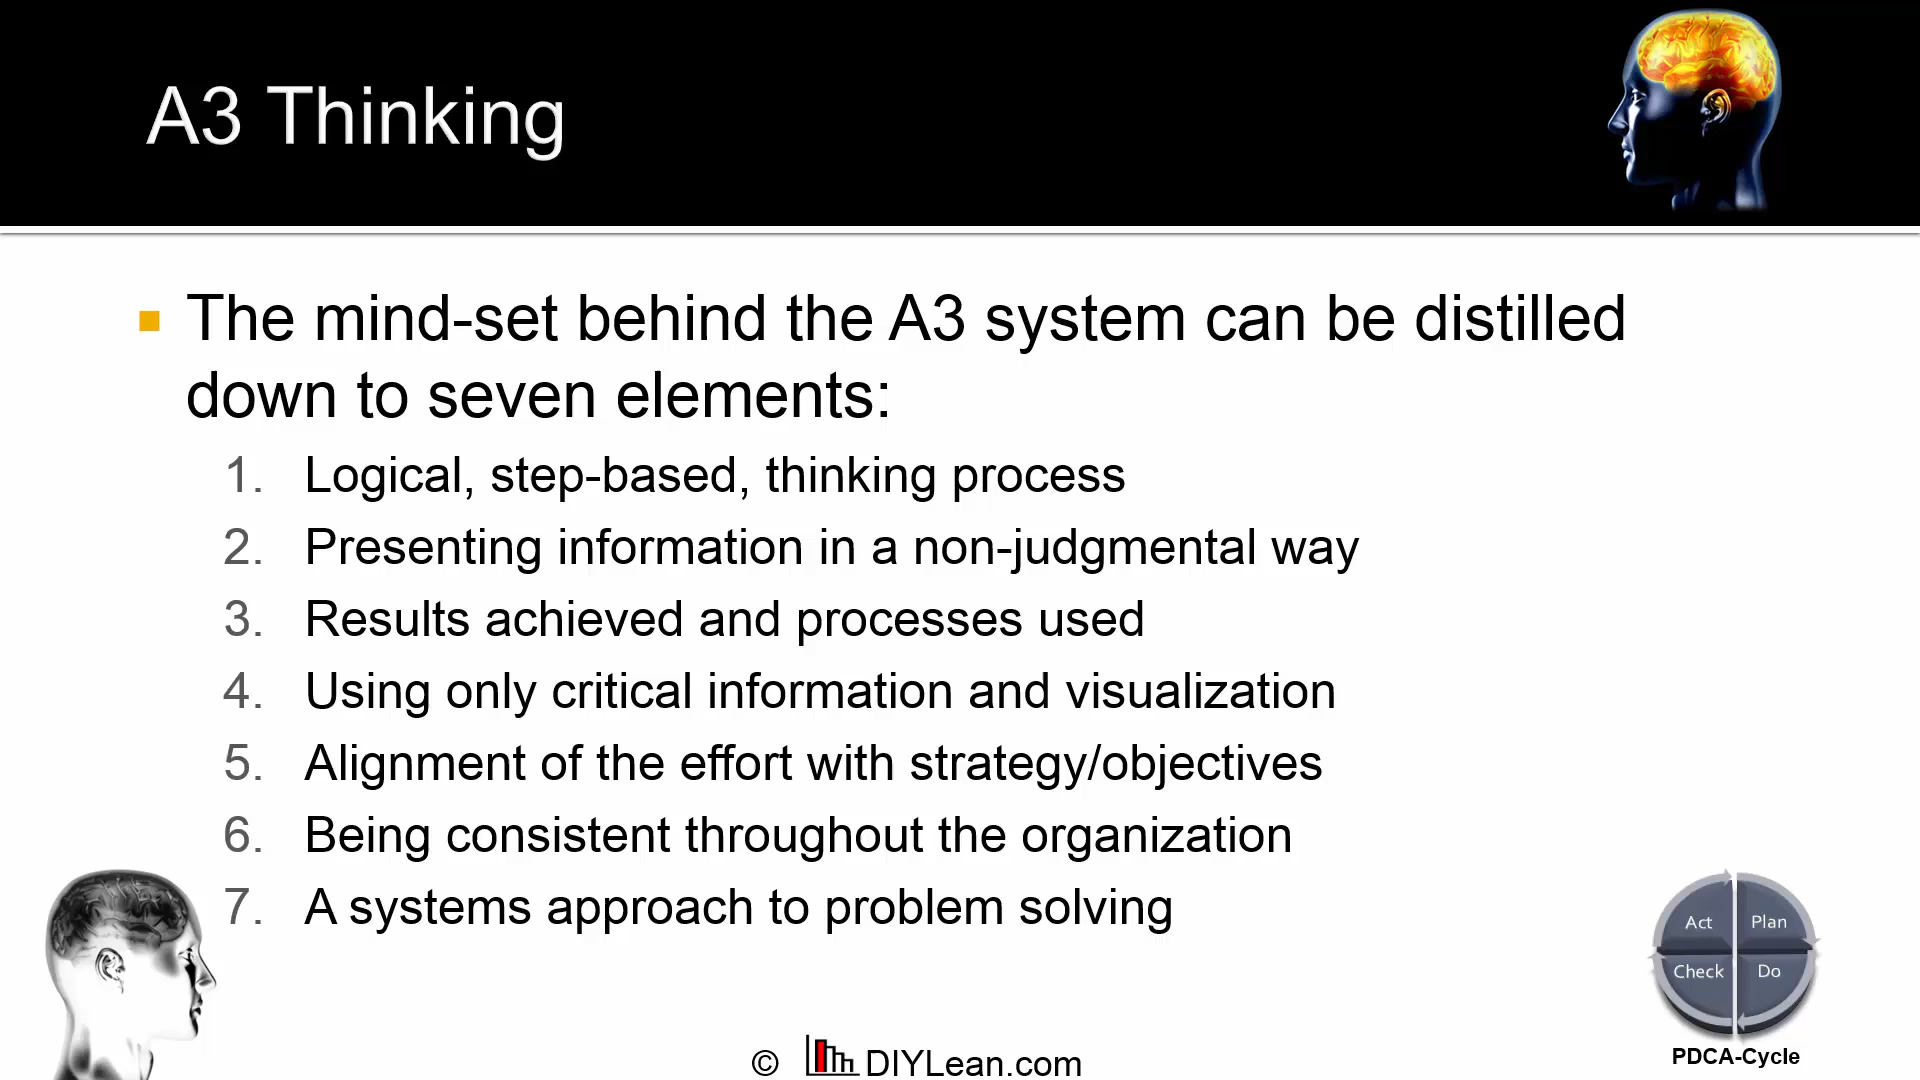 A3 Thinking
The mind-set behind the A3 system can be distilled
down to seven elements:
1. Logical, step-based, thinking process
2. Presenting information in a non-judgmental way
3. Results achieved and processes used
4. Using only critical information and visualization
5. Alignment of the effort with strategy/objectives
6. Being consistent throughout the organization
7. A systems approach to problem solving
Act Plan
Check Do
PDCA-Cycle
© DIYLean.com